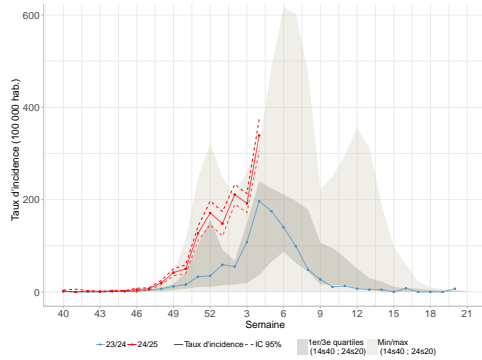 Taux d'incidence (100 000 hab.)
600
400
200
0
40 43 46 49 52 3 6 9 12 15 18 21
Semaine
23/24 24/25 Taux d'incidence IC 95% 1er/3e quartiles (14s40 ; 24s20) Min/max (14s40 ; 24s20)